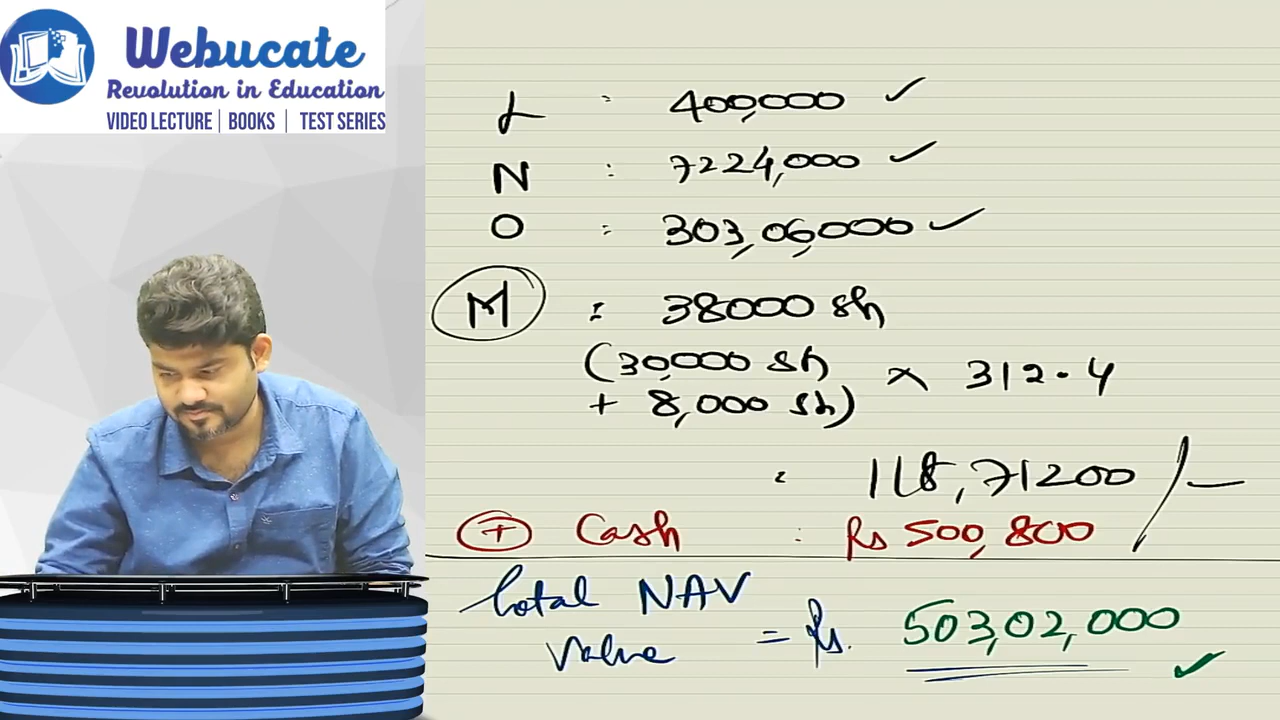 Webucate
Revolution in Education
VIDEO LECTURE | BOOKS | TEST SERIES
L : 400,000 ✓
N : 7224,000 ✓
O : 303,06,000 ✓
M : 38000 sh
(30,000 sh
+ 8,000 sh) × 312.4
= 118,71200/-
+ Cash : Rs 500,800
Total NAV
Value = Rs. 503,02,000 ✓